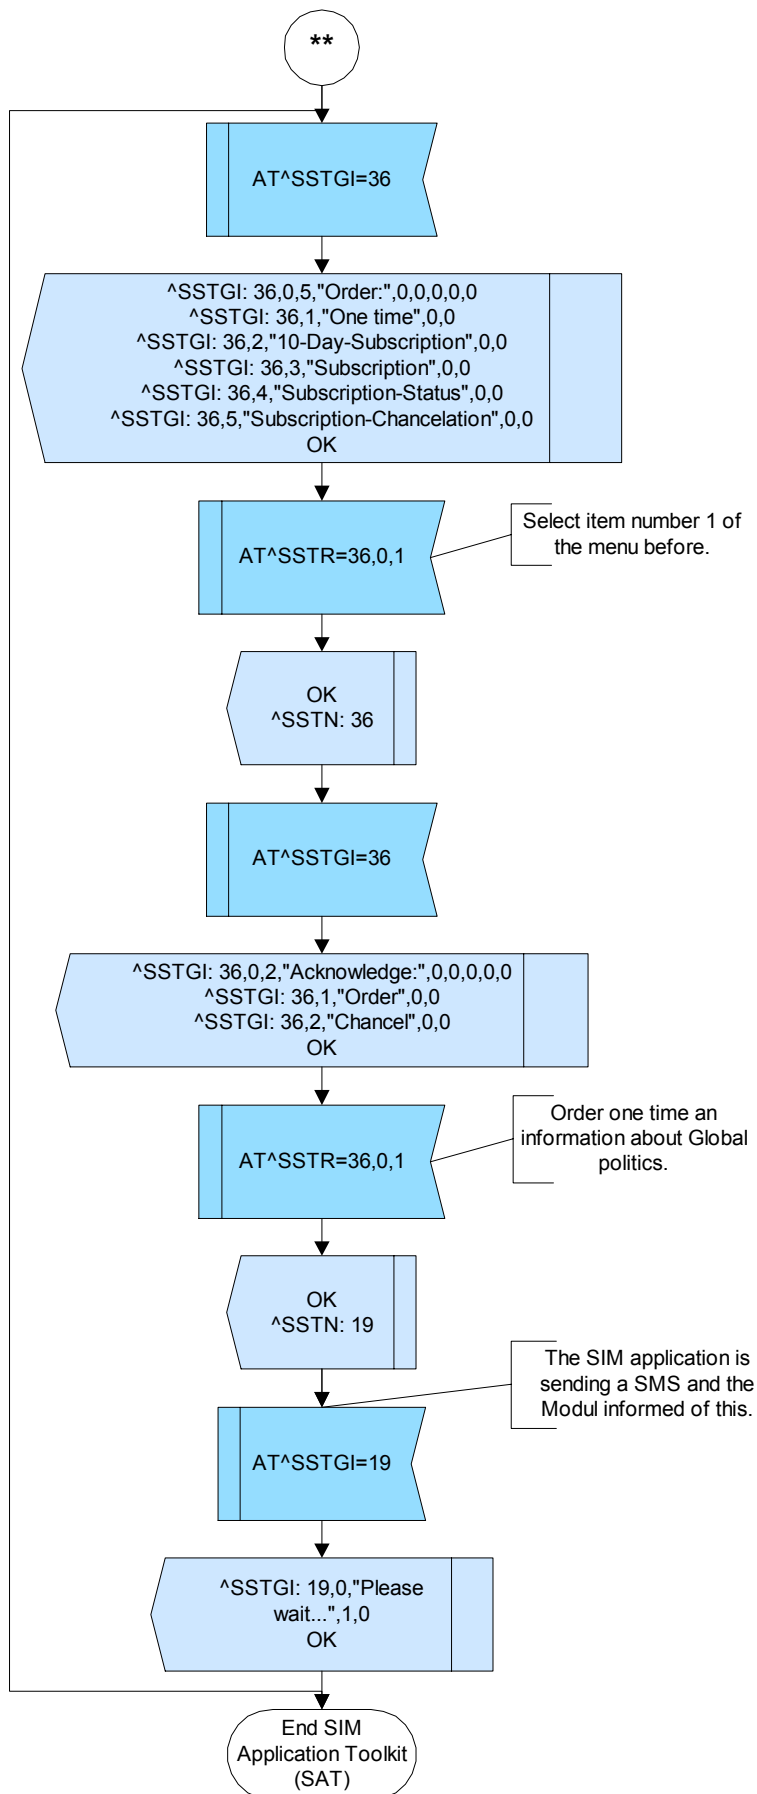 **
AT^SSTGI=36
^SSTGI: 36,0,5,"Order:",0,0,0,0,0
^SSTGI: 36,1,"One time",0,0
^SSTGI: 36,2,"10-Day-Subscription",0,0
^SSTGI: 36,3,"Subscription",0,0
^SSTGI: 36,4,"Subscription-Status",0,0
^SSTGI: 36,5,"Subscription-Chancelation",0,0
OK
AT^SSTR=36,0,1
Select item number 1 of
the menu before.
OK
^SSTN: 36
AT^SSTGI=36
^SSTGI: 36,0,2,"Acknowledge:",0,0,0,0,0
^SSTGI: 36,1,"Order",0,0
^SSTGI: 36,2,"Chancel",0,0
OK
AT^SSTR=36,0,1
Order one time an
information about Global
politics.
OK
^SSTN: 19
The SIM application is
sending a SMS and the
Modul informed of this.
AT^SSTGI=19
^SSTGI: 19,0,"Please
wait...",1,0
OK
End SIM
Application Toolkit
(SAT)